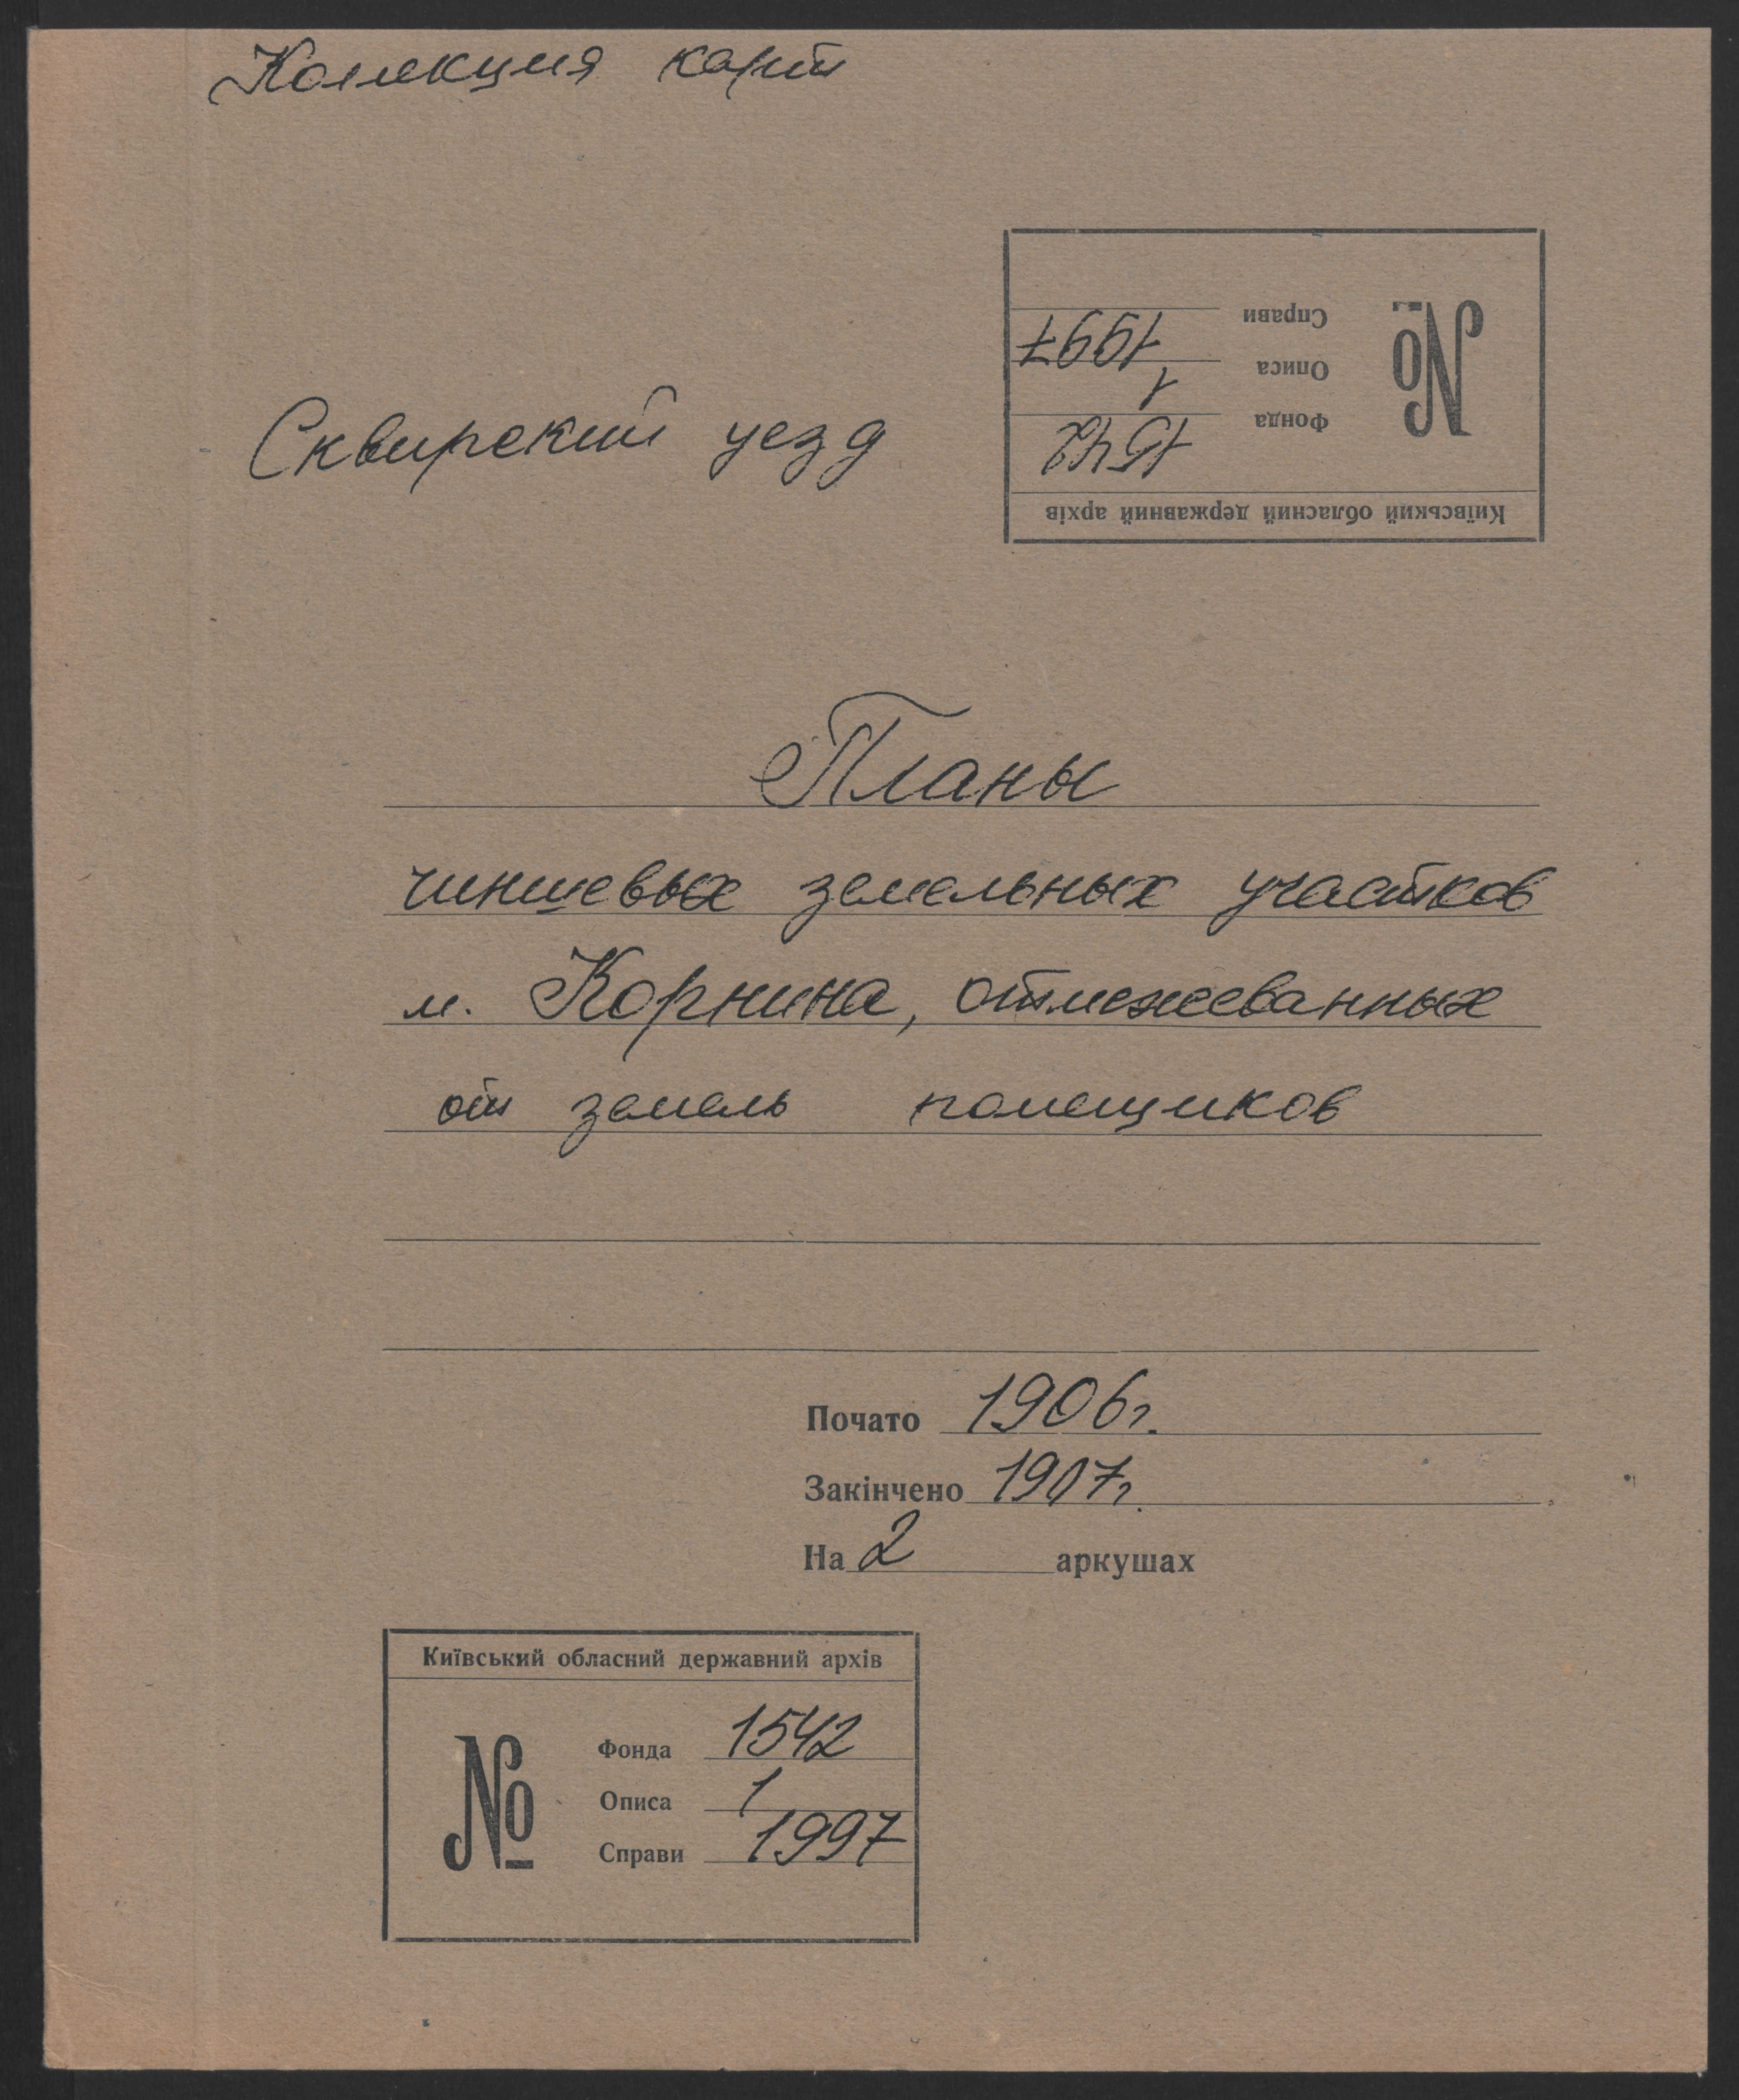 Коллекция карт
Справи 1997
Описа 1
Фонда 1542
№
Київський обласний державний архів
Сквирский уезд
Планы
чиншевых земельных участков
м. Корнина, отмежеванных
от земель помещиков
Почато 1906 г.
Закінчено 1907 г.
На 2 аркушах
Київський обласний державний архів
№
Фонда 1542
Описа 1
Справи 1997